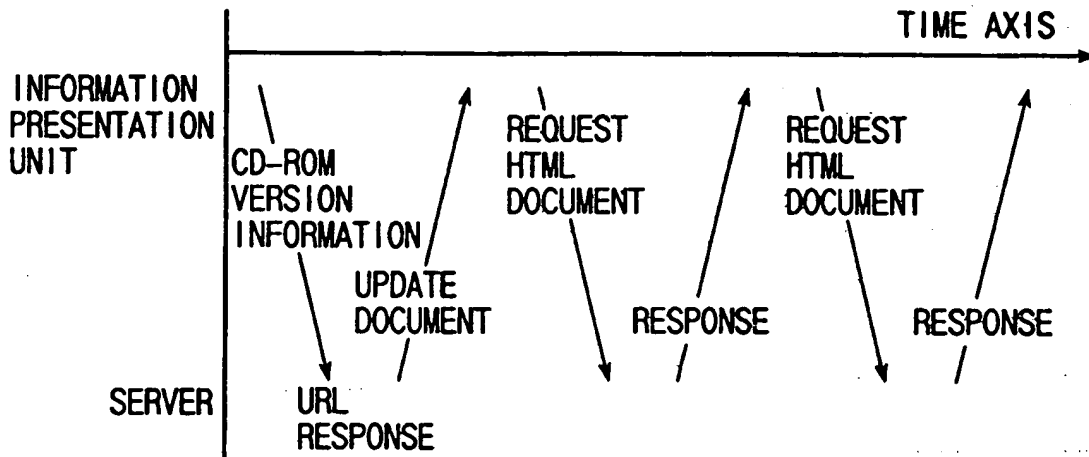 TIME AXIS
INFORMATION
PRESENTATION
UNIT
CD-ROM
VERSION
INFORMATION
UPDATE
DOCUMENT
REQUEST
HTML
DOCUMENT
RESPONSE
REQUEST
HTML
DOCUMENT
RESPONSE
SERVER
URL
RESPONSE